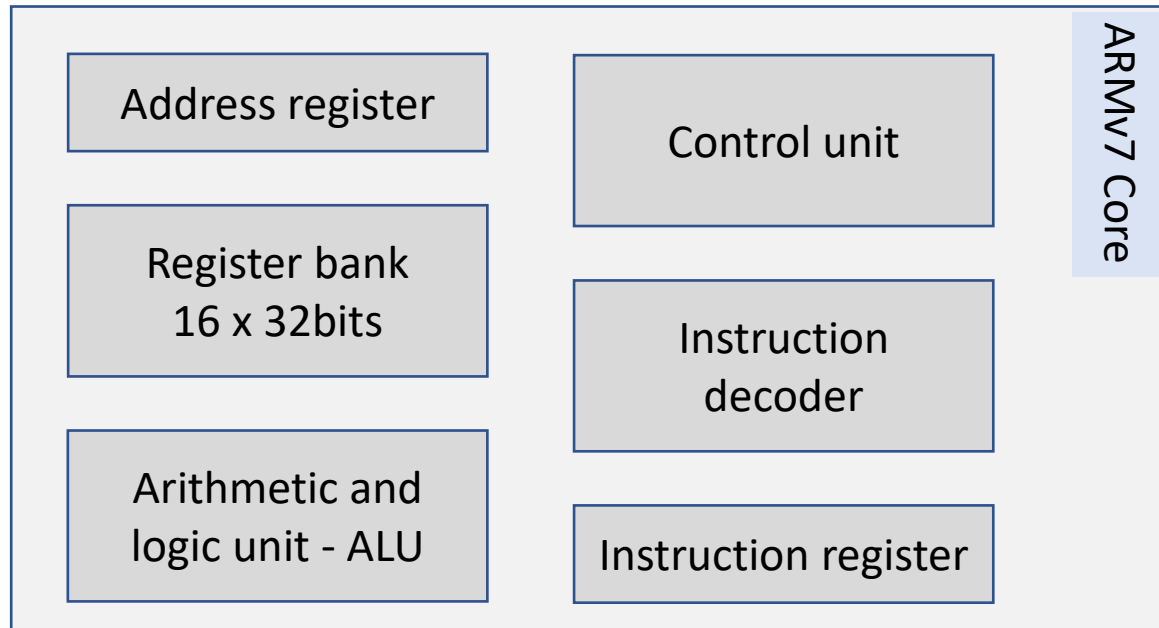 Address register
Register bank
16 x 32bits
Arithmetic and
logic unit - ALU
Control unit
Instruction
decoder
Instruction register
ARMv7 Core